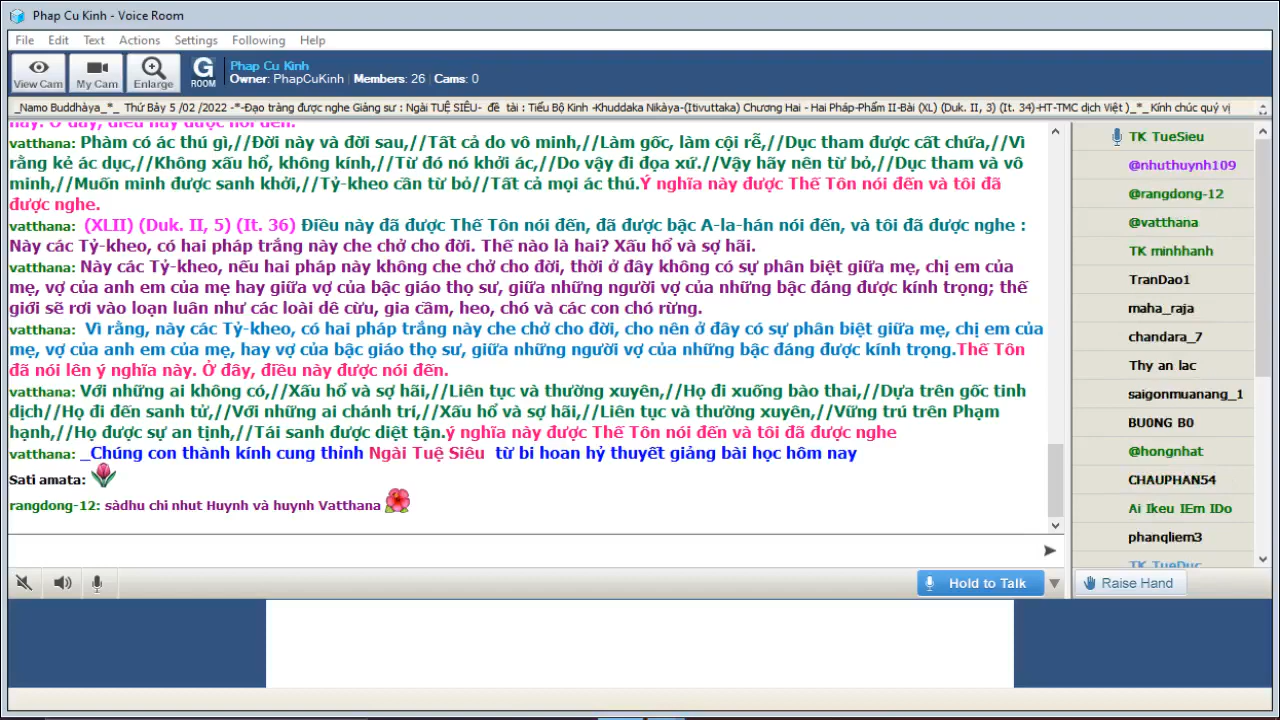 Phap Cu Kinh - Voice Room
File Edit Text Actions Settings Following Help
View Cam My Cam Enlarge G ROOM
Phap Cu Kinh
Owner: PhapCuKinh | Members: 26 | Cams: 0
_Namo Buddhàya_*_ Thứ Bảy 5 /02 /2022 -*-Đạo tràng được nghe Giảng sư : Ngài TUỆ SIÊU- đề tài : Tiểu Bộ Kinh -Khuddaka Nikàya-(Itivuttaka) Chương Hai - Hai Pháp-Phẩm II-Bài (XL) (Duk. II, 3) (It. 34)-HT-TMC dịch Việt )_*_Kính chúc quý vị
này. Ở đây, điều này được nói đến.
vatthana: Phàm có ác thú gì,//Đời này và đời sau,//Tất cả do vô minh,//Làm gốc, làm cội rễ,//Dục tham được cất chứa,//Vì
rằng kẻ ác dục,//Không xấu hổ, không kính,//Từ đó nó khởi ác,//Do vậy đi đọa xứ.//Vậy hãy nên từ bỏ,//Dục tham và vô
minh,//Muốn minh được sanh khởi,//Tỷ-kheo cần từ bỏ//Tất cả mọi ác thú.Ý nghĩa này được Thế Tôn nói đến và tôi đã
được nghe.
vatthana: (XLII) (Duk. II, 5) (It. 36) Điều này đã được Thế Tôn nói đến, đã được bậc A-la-hán nói đến, và tôi đã được nghe :
Này các Tỷ-kheo, có hai pháp trắng này che chở cho đời. Thế nào là hai? Xấu hổ và sợ hãi.
vatthana: Này các Tỷ-kheo, nếu hai pháp này không che chở cho đời, thời ở đây không có sự phân biệt giữa mẹ, chị em của
mẹ, vợ của anh em của mẹ hay giữa vợ của bậc giáo thọ sư, giữa những người vợ của những bậc đáng được kính trọng; thế
giới sẽ rơi vào loạn luân như các loài dê cừu, gia cầm, heo, chó và các con chó rừng.
vatthana: Vì rằng, này các Tỷ-kheo, có hai pháp trắng này che chở cho đời, cho nên ở đây có sự phân biệt giữa mẹ, chị em của
mẹ, vợ của anh em của mẹ, hay vợ của bậc giáo thọ sư, giữa những người vợ của những bậc đáng được kính trọng.Thế Tôn
đã nói lên ý nghĩa này. Ở đây, điều này được nói đến.
vatthana: Với những ai không có,//Xấu hổ và sợ hãi,//Liên tục và thường xuyên,//Họ đi xuống bào thai,//Dựa trên gốc tinh
dịch//Họ đi đến sanh tử,//Với những ai chánh trí,//Xấu hổ và sợ hãi,//Liên tục và thường xuyên,//Vững trú trên Phạm
hạnh,//Họ được sự an tịnh,//Tái sanh được diệt tận.ý nghĩa này được Thế Tôn nói đến và tôi đã được nghe
vatthana: _Chúng con thành kính cung thỉnh Ngài Tuệ Siêu từ bi hoan hỷ thuyết giảng bài học hôm nay
Sati amata:
rangdong-12: sàdhu chi nhut Huynh và huynh Vatthana
Hold to Talk
TK TueSieu
@nhuthuynh109
@rangdong-12
@vatthana
TK minhhanh
TranDao1
maha_raja
chandara_7
Thy an lac
saigonmuanang_1
BU0NG B0
@hongnhat
CHAUPHAN54
Ai Ikeu IEm IDo
phanqliem3
TK TueDuc
Raise Hand